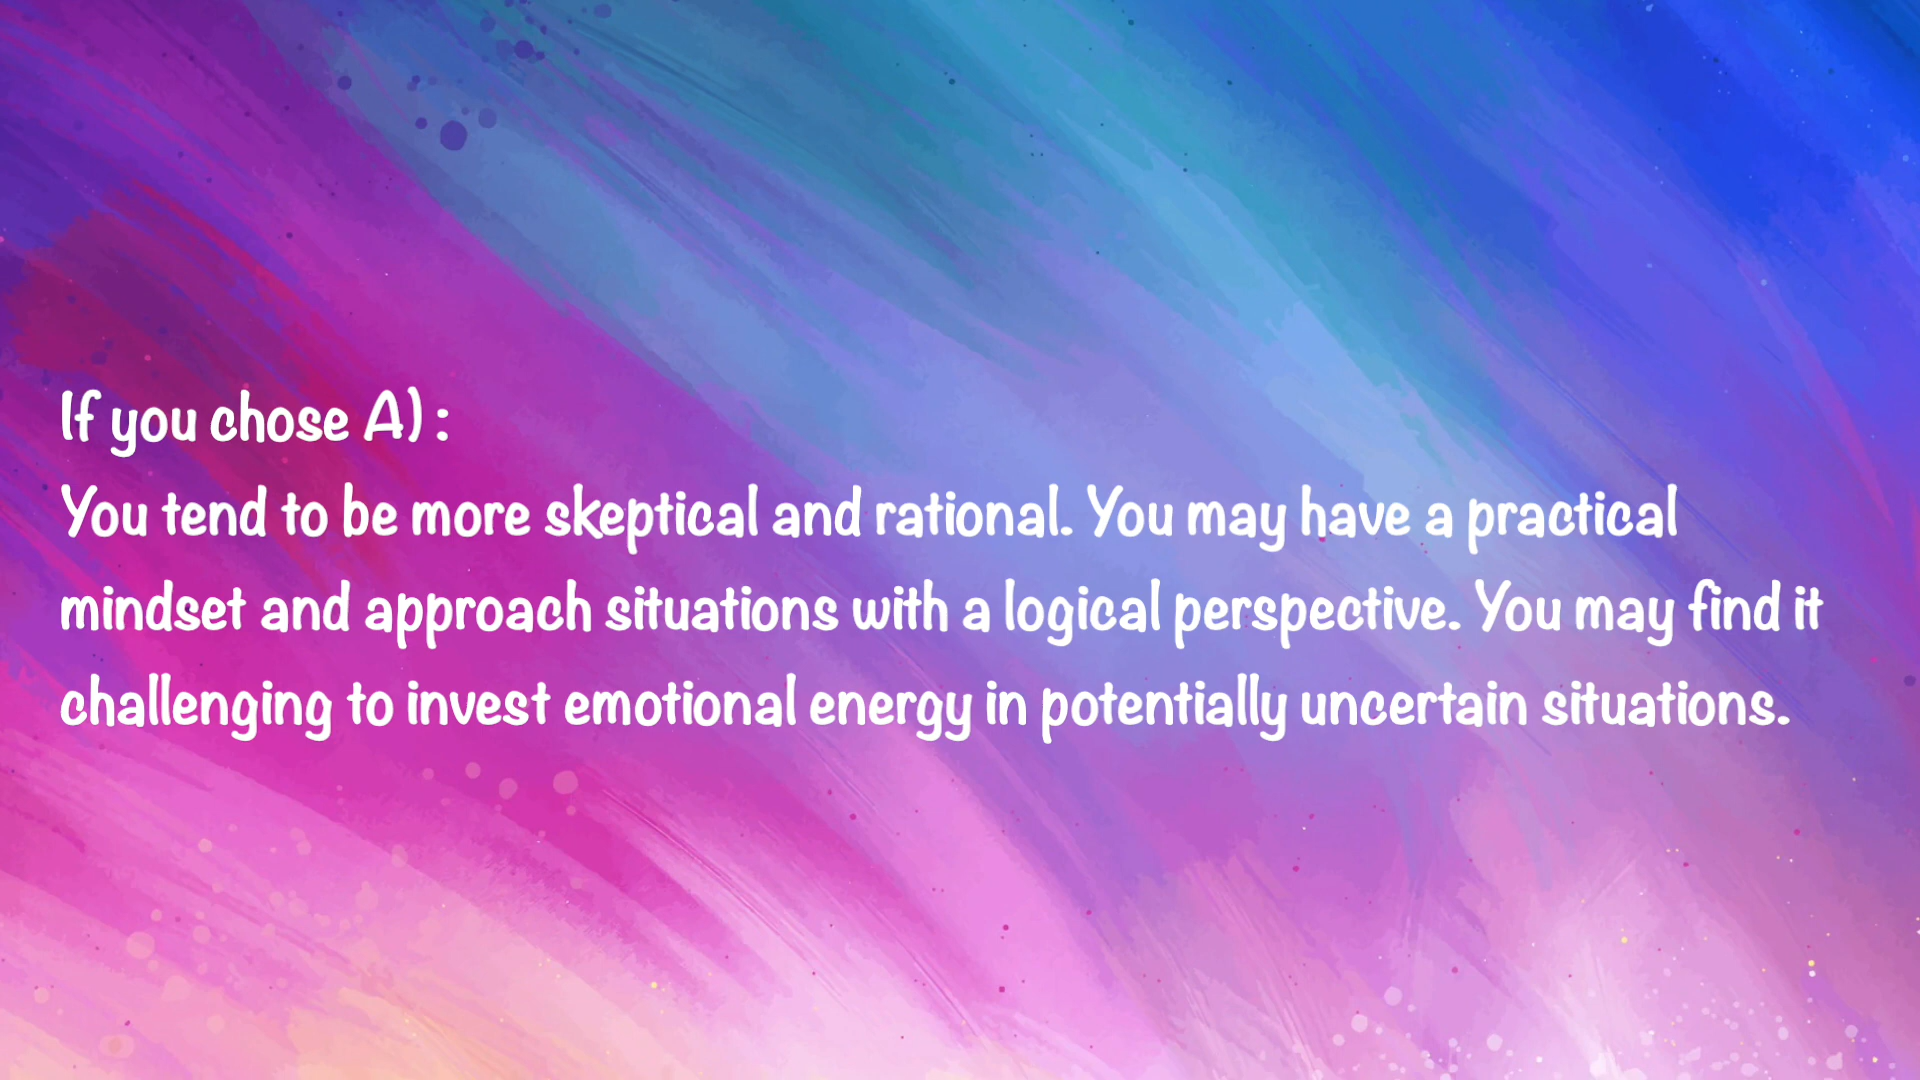 If you chose A) :
You tend to be more skeptical and rational. You may have a practical
mindset and approach situations with a logical perspective. You may find it
challenging to invest emotional energy in potentially uncertain situations.